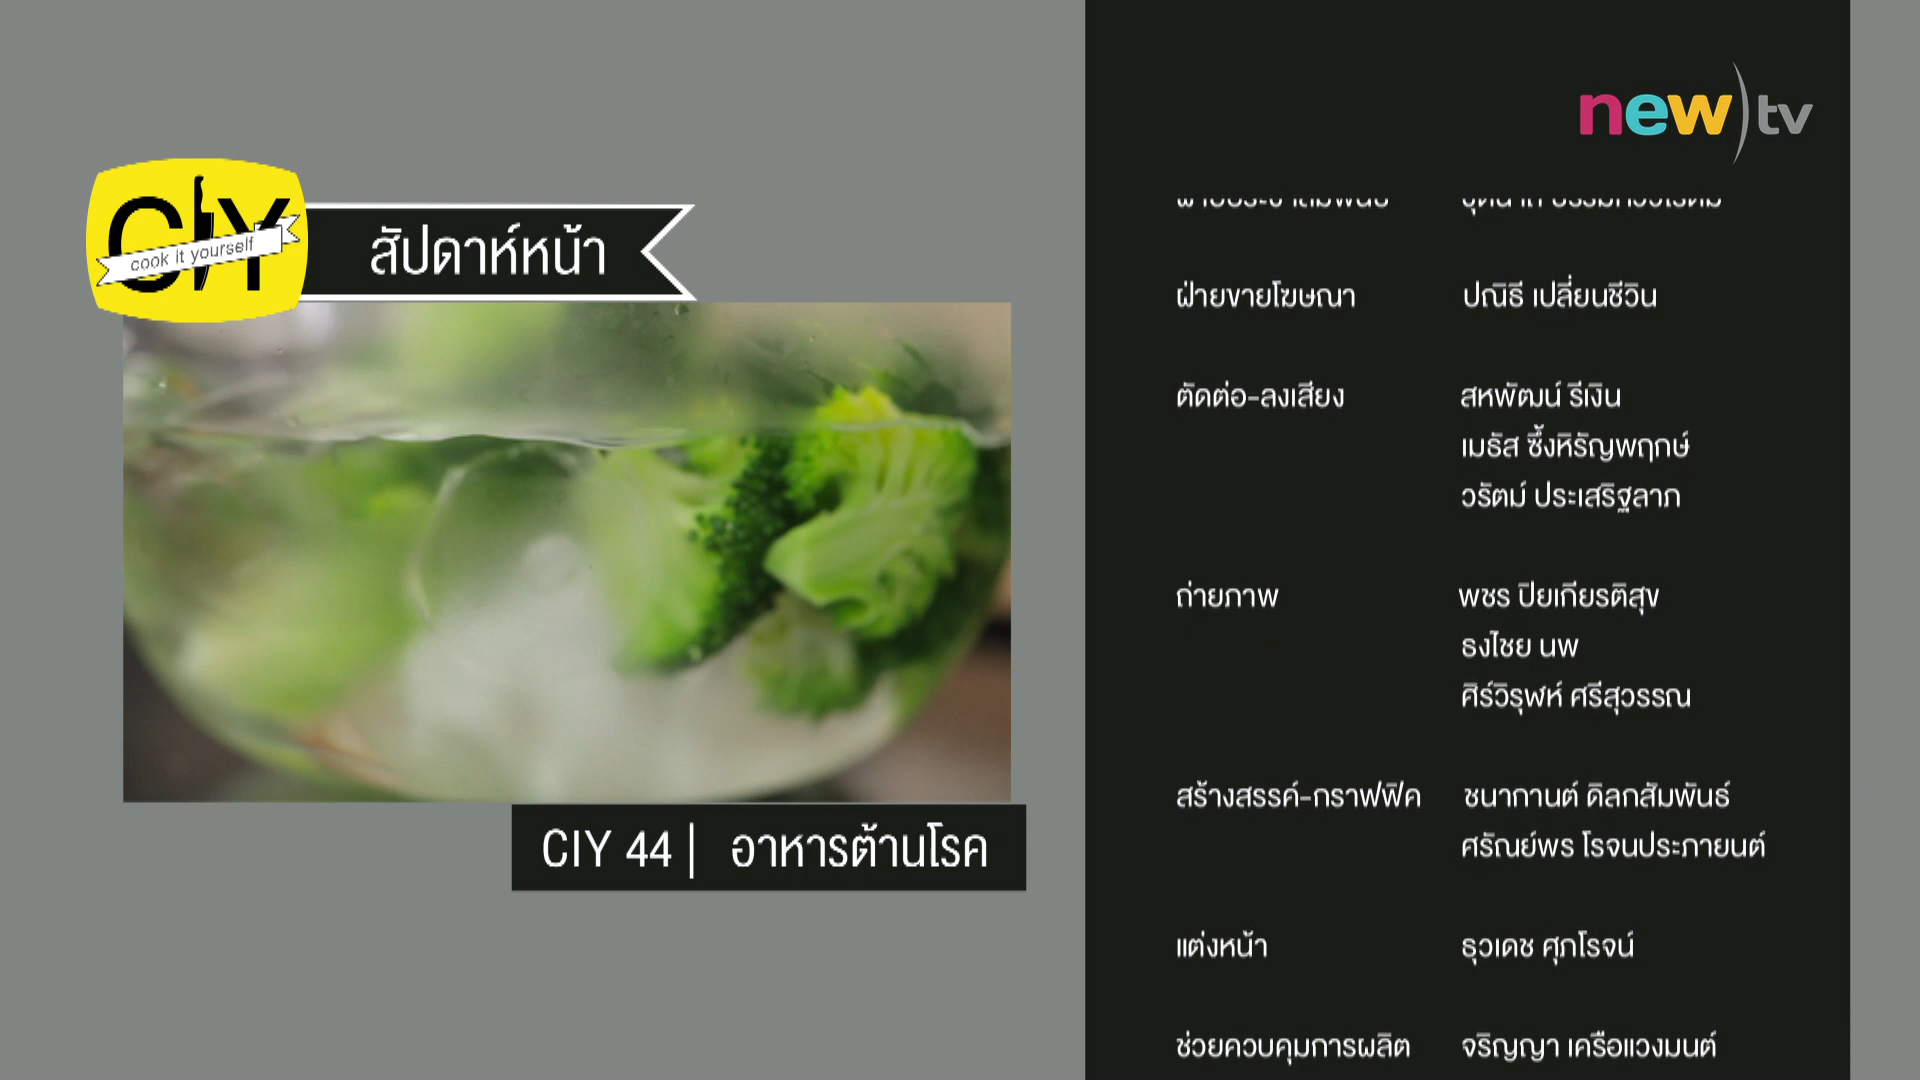 CIY
cook it yourself
สัปดาห์หน้า
CIY 44 | อาหารต้านโรค
new)tv
ฝ่ายขายโฆษณา ปณิธี เปลี่ยนชีวิน
ตัดต่อ-ลงเสียง สหพัฒน์ รีเงิน
เมธัส ซึ้งหิรัญพฤกษ์
วรัตม์ ประเสริฐลาภ
ถ่ายภาพ พชร ปิยเกียรติสุข
ธงไชย นพ
ศิร์วิรุฬห์ ศรีสุวรรณ
สร้างสรรค์-กราฟฟิค ชนากานต์ ดิลกสัมพันธ์
ศรัณย์พร โรจนประภายนต์
แต่งหน้า ธุวเดช ศุภโรจน์
ช่วยควบคุมการผลิต จริญญา เครือแวงมนต์